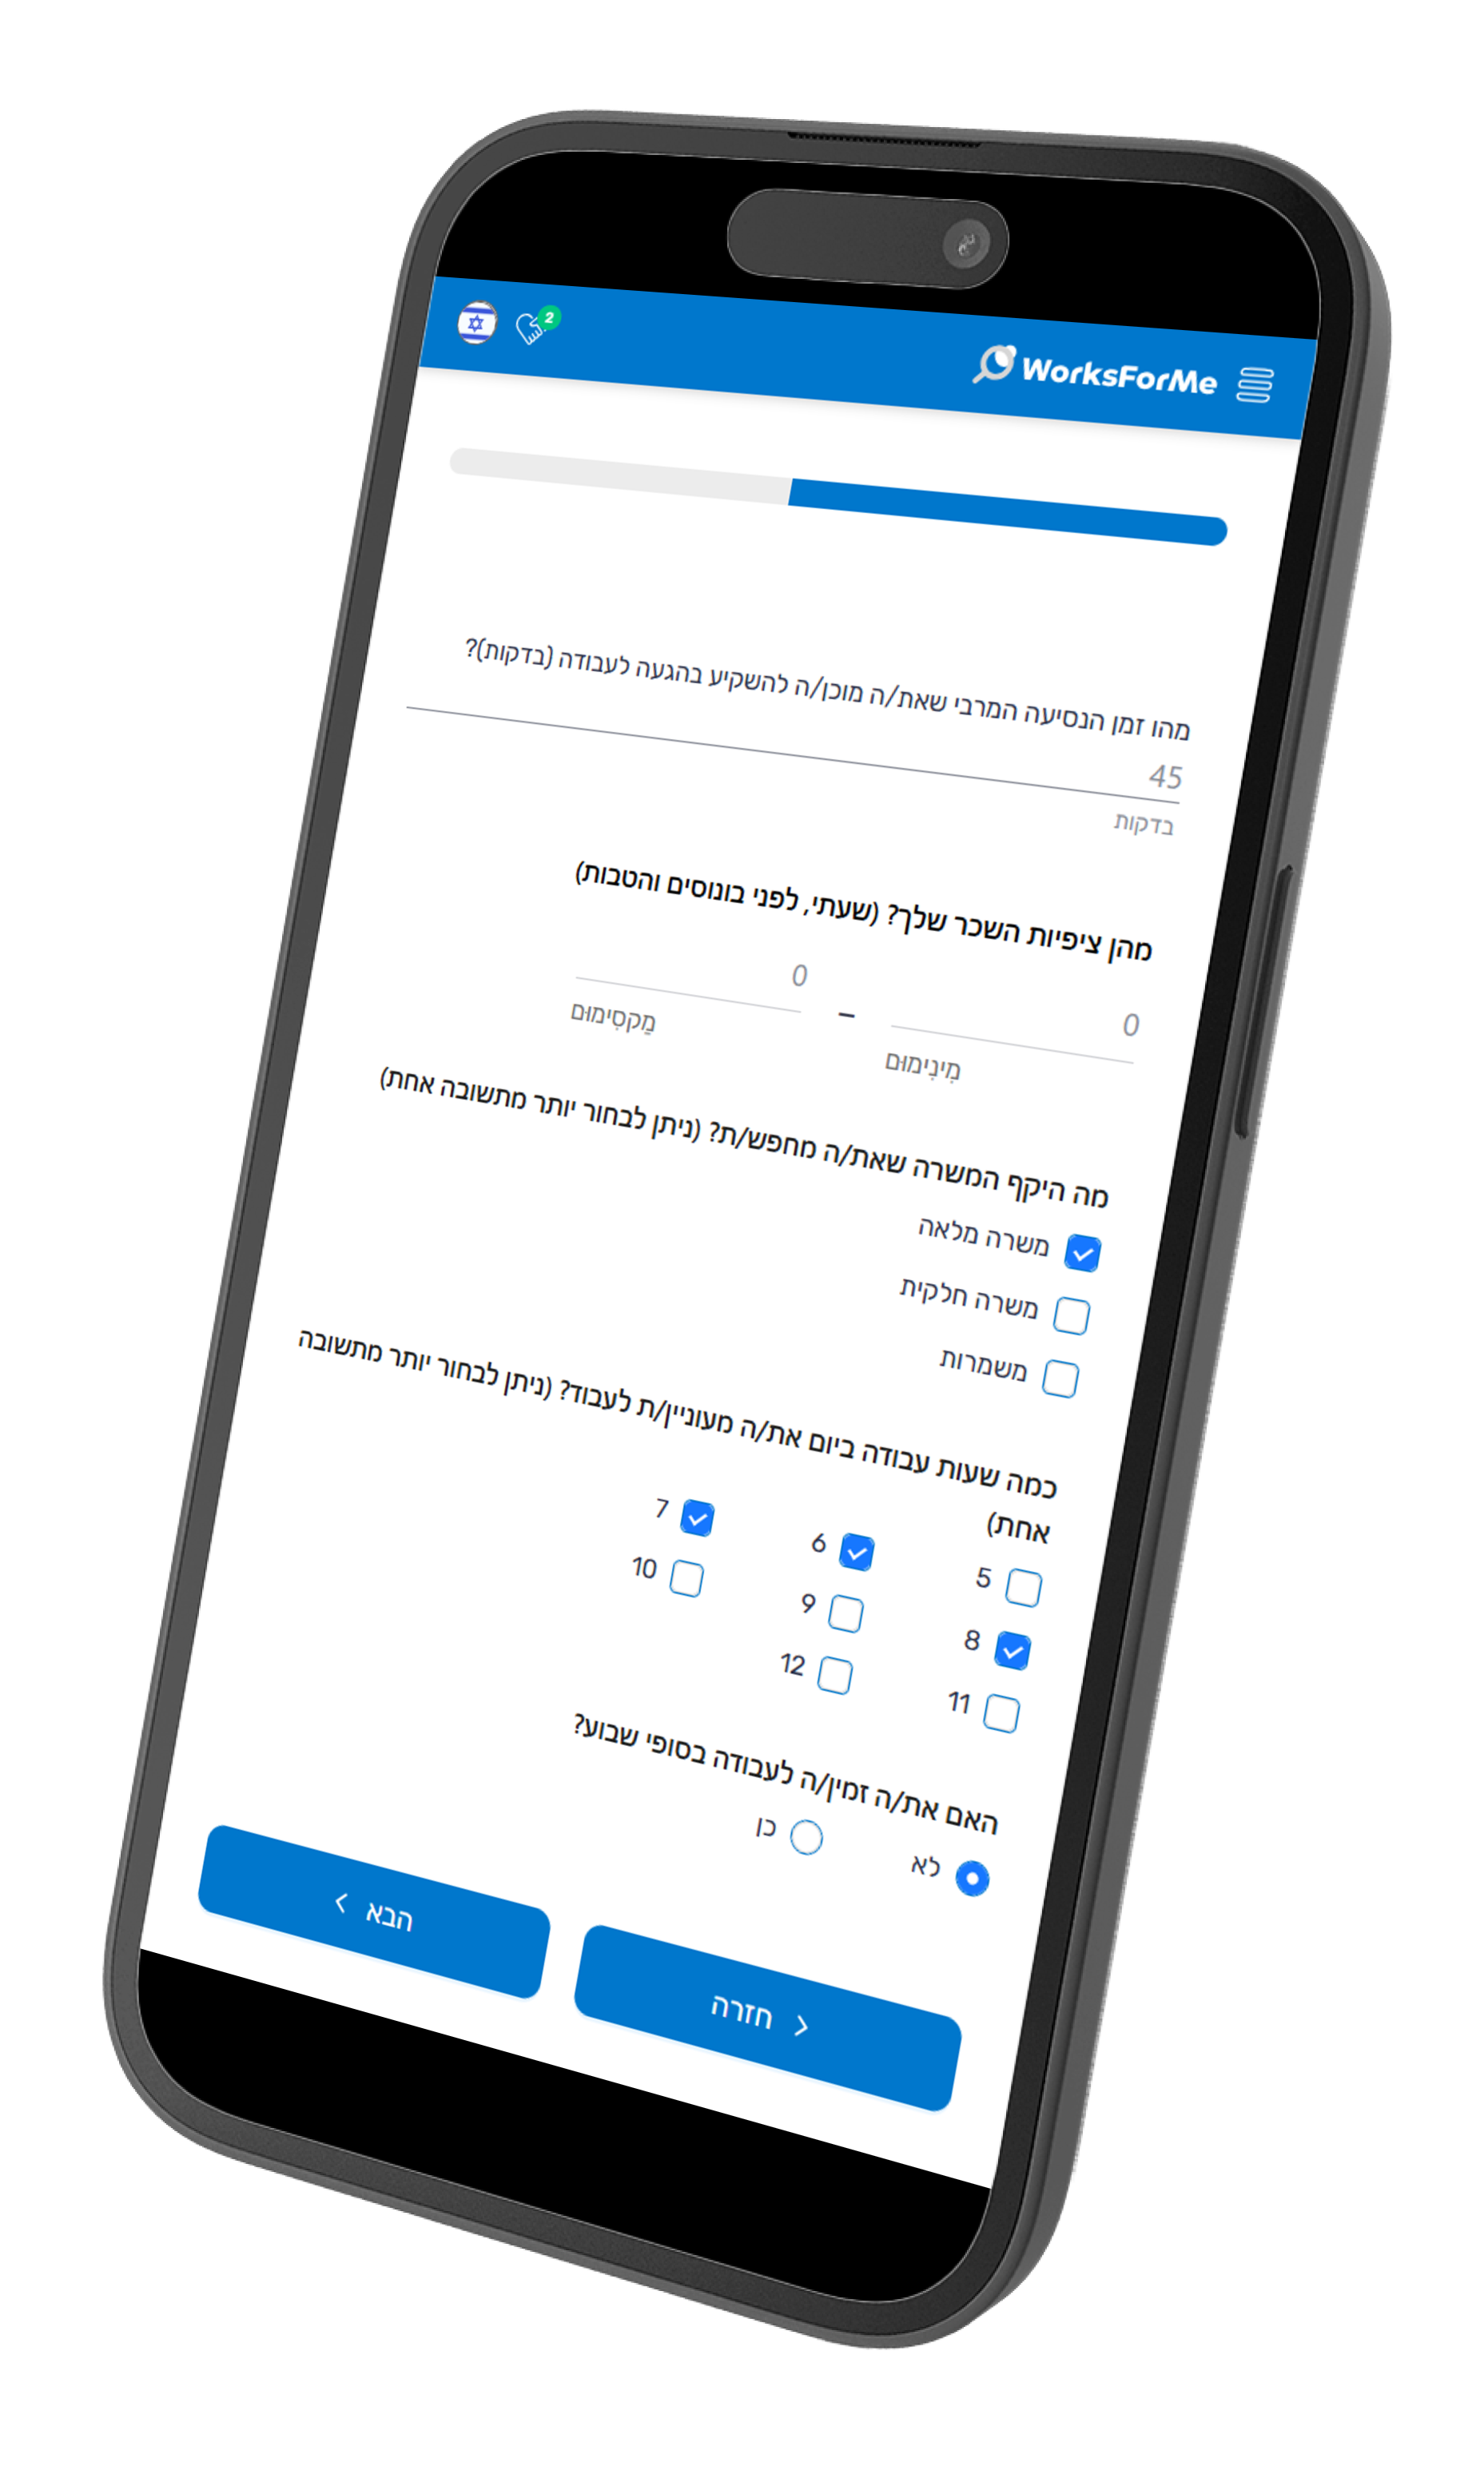 WorksForMe
2
מהו זמן הנסיעה המרבי שאת/ה מוכן/ה להשקיע בהגעה לעבודה (בדקות)?
45
בדקות
מהן ציפיות השכר שלך? (שעתי, לפני בונוסים והטבות)
0 – 0
מִינִימוּם מַקסִימוּם
מה היקף המשרה שאת/ה מחפש/ת? (ניתן לבחור יותר מתשובה אחת)
משרה מלאה
משרה חלקית
משמרות
כמה שעות עבודה ביום את/ה מעוניין/ת לעבוד? (ניתן לבחור יותר מתשובה
אחת)
5 6 7
8 9 10
11 12
האם את/ה זמין/ה לעבודה בסופי שבוע?
לא כן
חזרה הבא